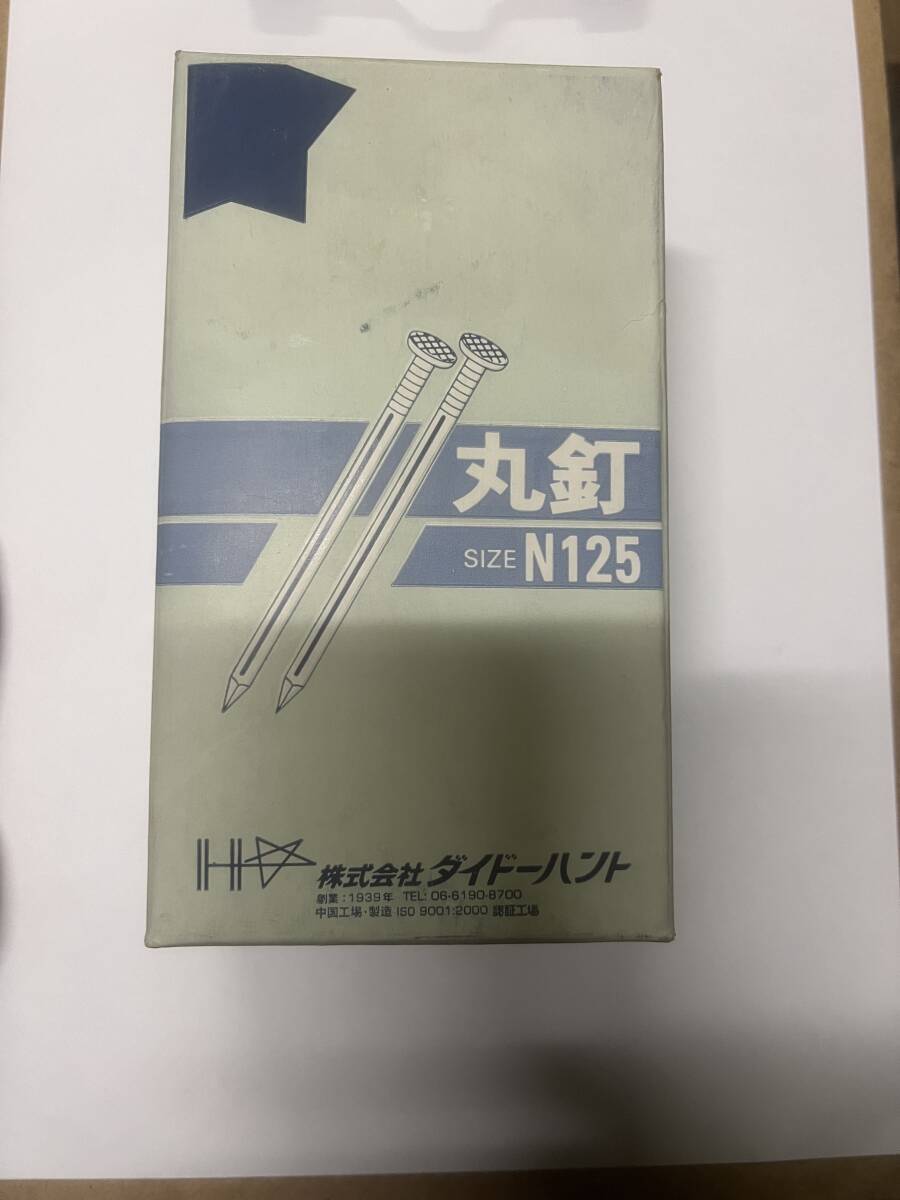 丸釘
SIZE N125
株式会社 ダイドーハント
創業:1939年 TEL: 06-6190-8700
中国工場・製造 ISO 9001:2000 認証工場